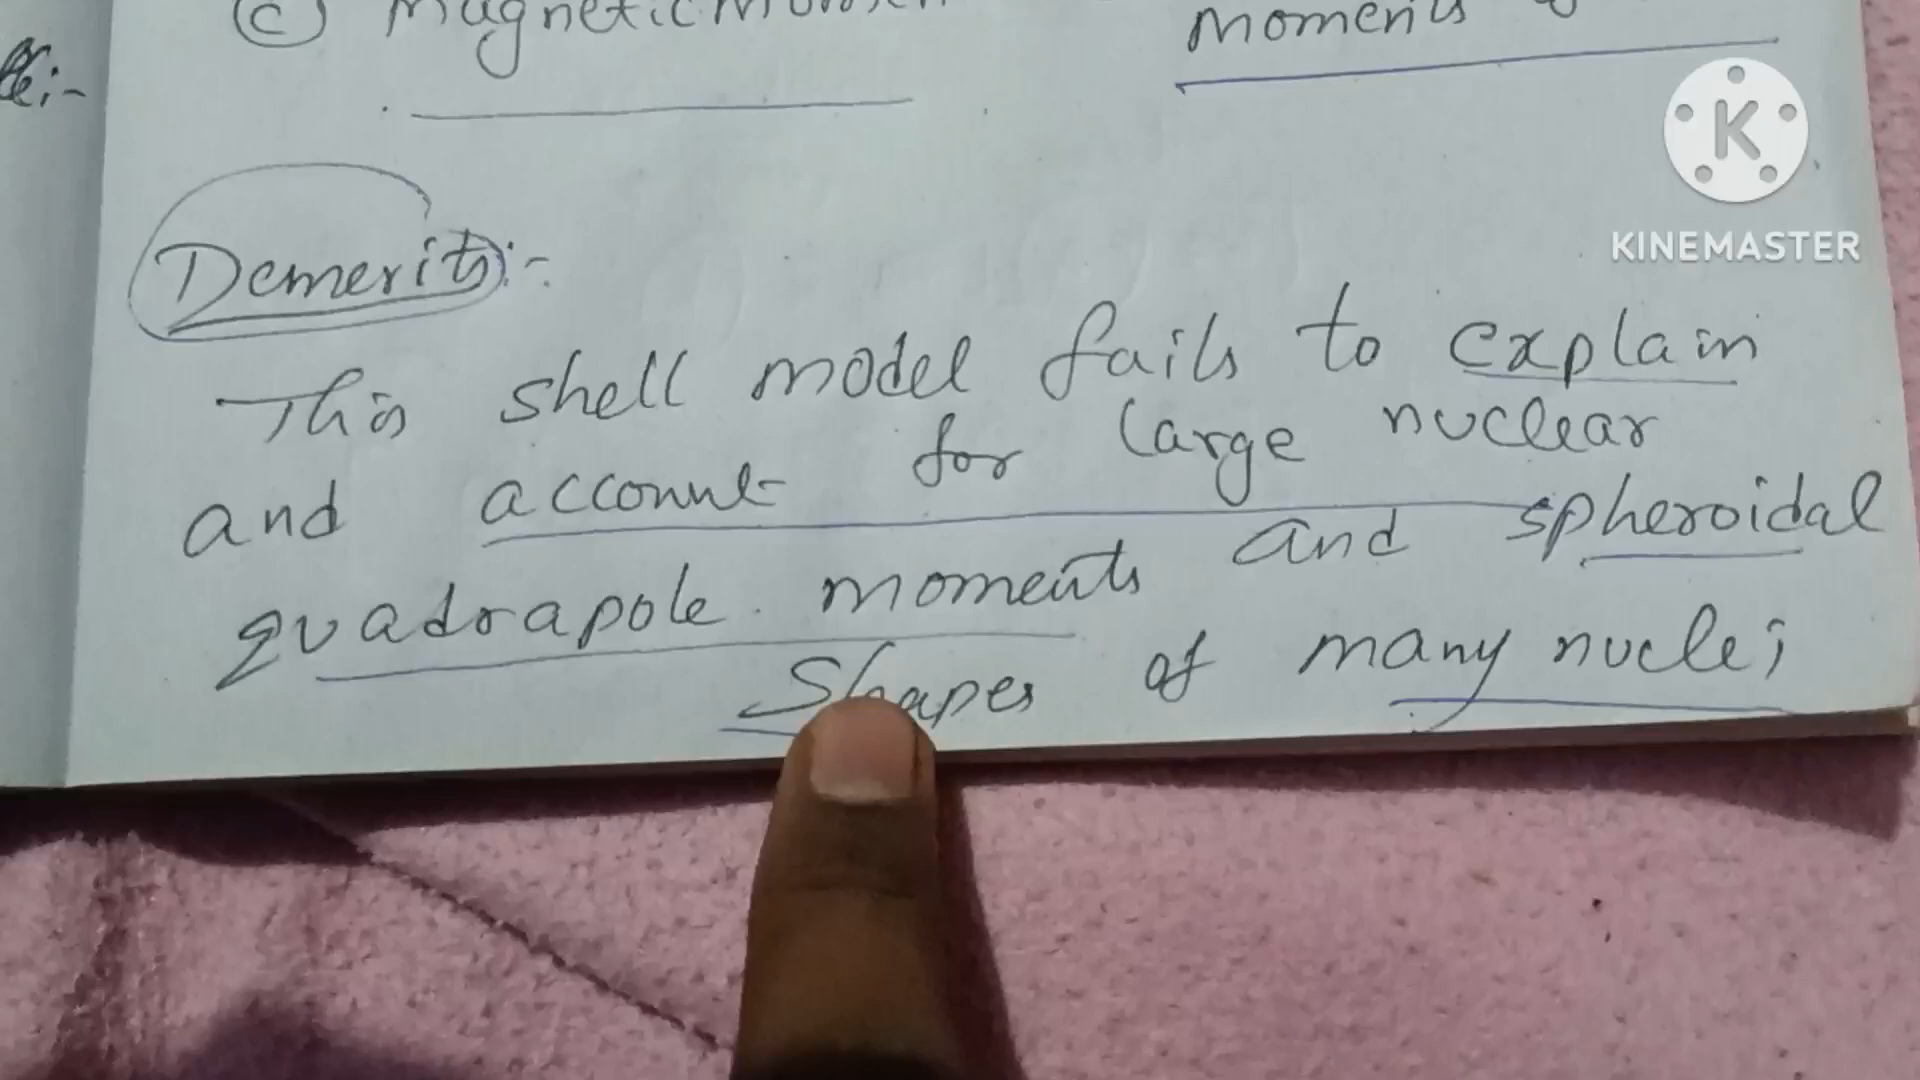 (c) Magnetic
Moments
Demerits:-
This shell model fails to explain
and account for large nuclear
quadrapole moments and spheroidal
Shapes of many nuclei
K
KINEMASTER